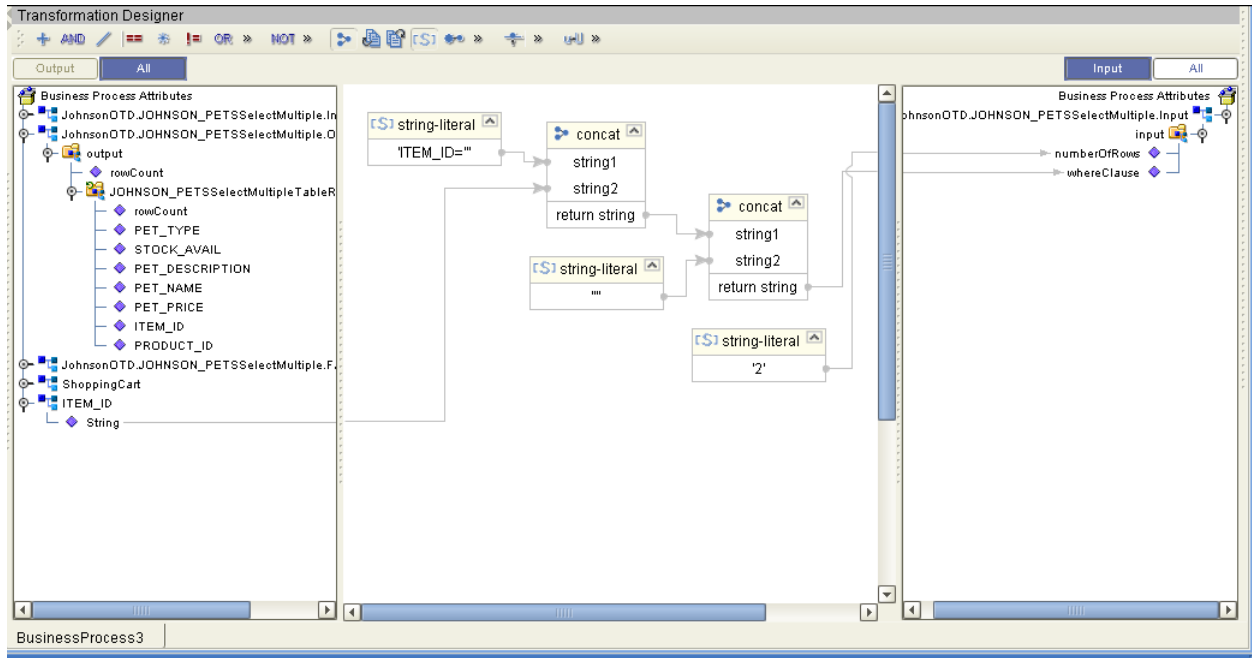 Transformation Designer
AND == != OR » NOT » [S] » » »
Output All Input All
Business Process Attributes
JohnsonOTD.JOHNSON_PETSSelectMultiple.In
JohnsonOTD.JOHNSON_PETSSelectMultiple.O
output
rowCount
JOHNSON_PETSSelectMultipleTableR
rowCount
PET_TYPE
STOCK_AVAIL
PET_DESCRIPTION
PET_NAME
PET_PRICE
ITEM_ID
PRODUCT_ID
JohnsonOTD.JOHNSON_PETSSelectMultiple.F.
ShoppingCart
ITEM_ID
String
[S] string-literal
'ITEM_ID='"
concat
string1
string2
return string
[S] string-literal
""
concat
string1
string2
return string
[S] string-literal
'2'
Business Process Attributes
ohnsonOTD.JOHNSON_PETSSelectMultiple.Input
input
numberOfRows
whereClause
BusinessProcess3